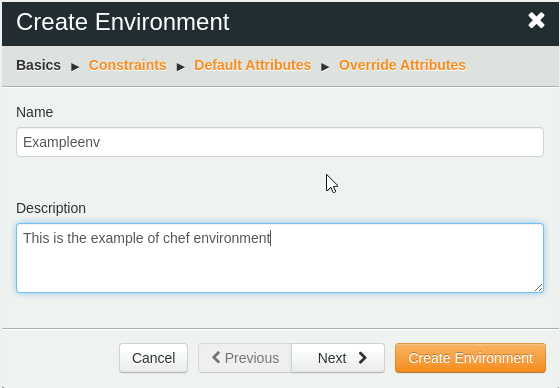 Create Environment
Basics ▸ Constraints ▸ Default Attributes ▸ Override Attributes
Name
Exampleenv
Description
This is the example of chef environment
Cancel Previous Next Create Environment